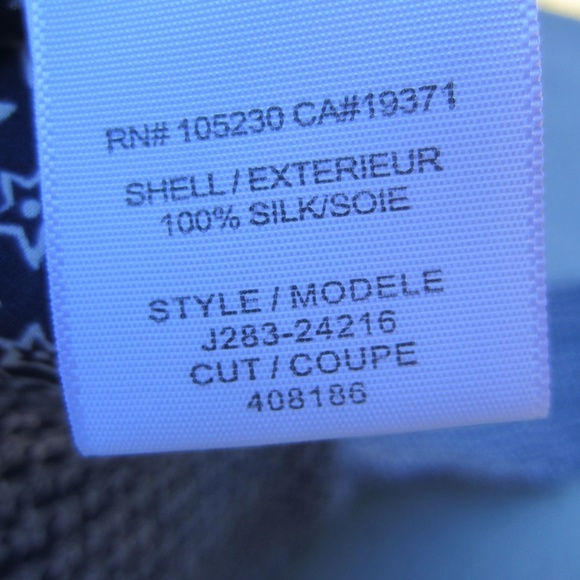 RN# 105230 CA#19371
SHELL / EXTERIEUR
100% SILK/SOIE
STYLE / MODELE
J283-24216
CUT / COUPE
408186